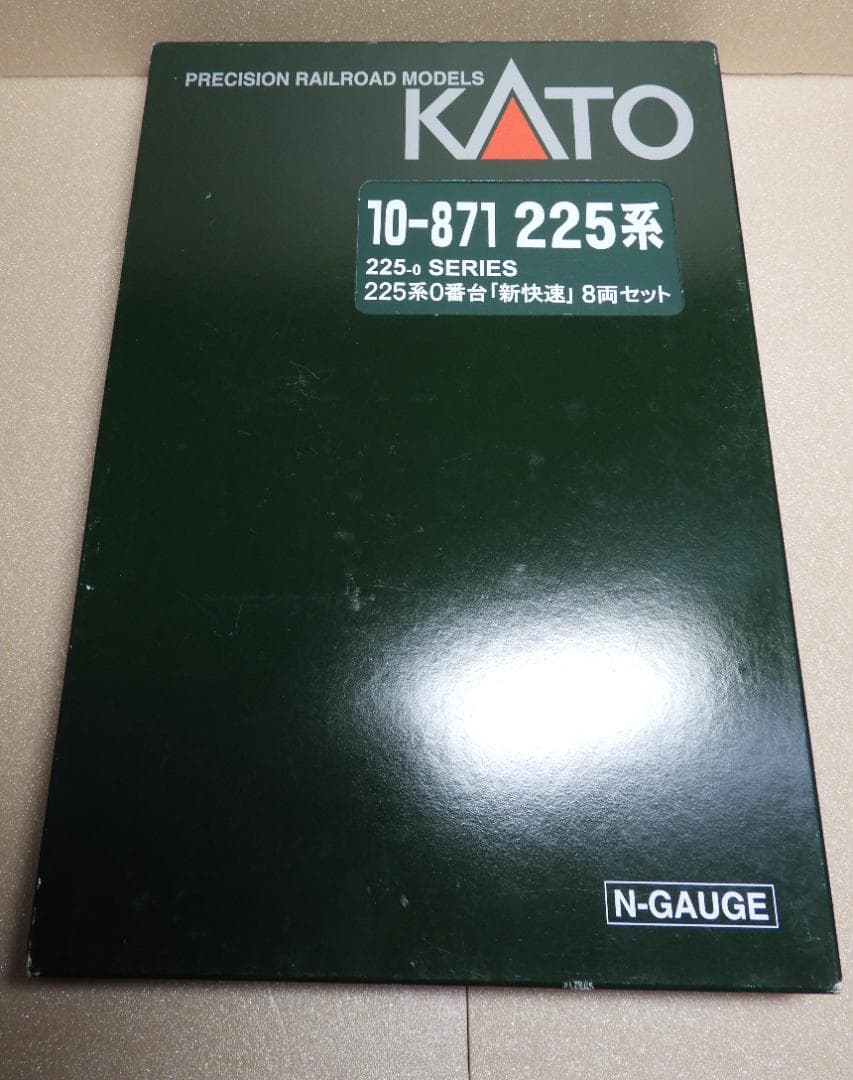 PRECISION RAILROAD MODELS
KATO
10-871 225系
225-0 SERIES
225系0番台「新快速」8両セット
N-GAUGE